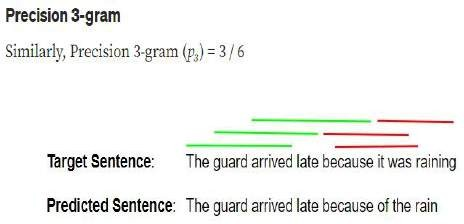 Precision 3-gram
Similarly, Precision 3-gram (p₃) = 3 / 6
Target Sentence: The guard arrived late because it was raining
Predicted Sentence: The guard arrived late because of the rain